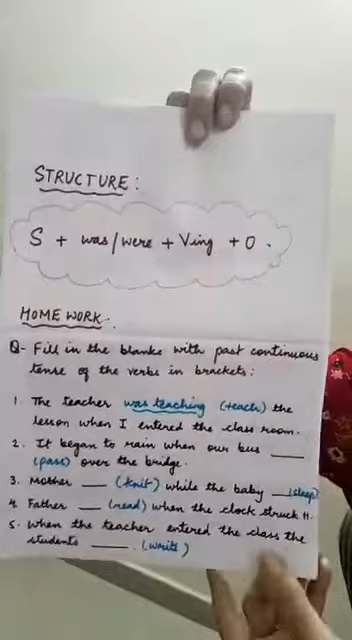 STRUCTURE:
S + was/were + Ving + O.
HOME WORK.
Q- Fill in the blanks with past continuous
tense of the verbs in brackets:
1. The teacher was teaching (teach) the
lesson when I entered the class room.
2. It began to rain when our bus ____
(pass) over the bridge.
3. Mother ___ (knit) while the baby ___ (sleep)
4. Father ___ (read) when the clock struck 11.
5. When the teacher entered the class the
students ____. (write)